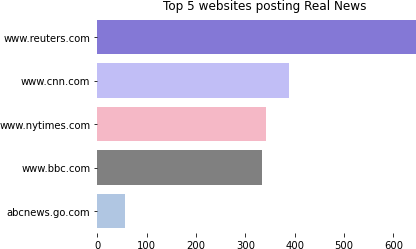 Top 5 websites posting Real News
www.reuters.com
www.cnn.com
www.nytimes.com
www.bbc.com
abcnews.go.com
0 100 200 300 400 500 600